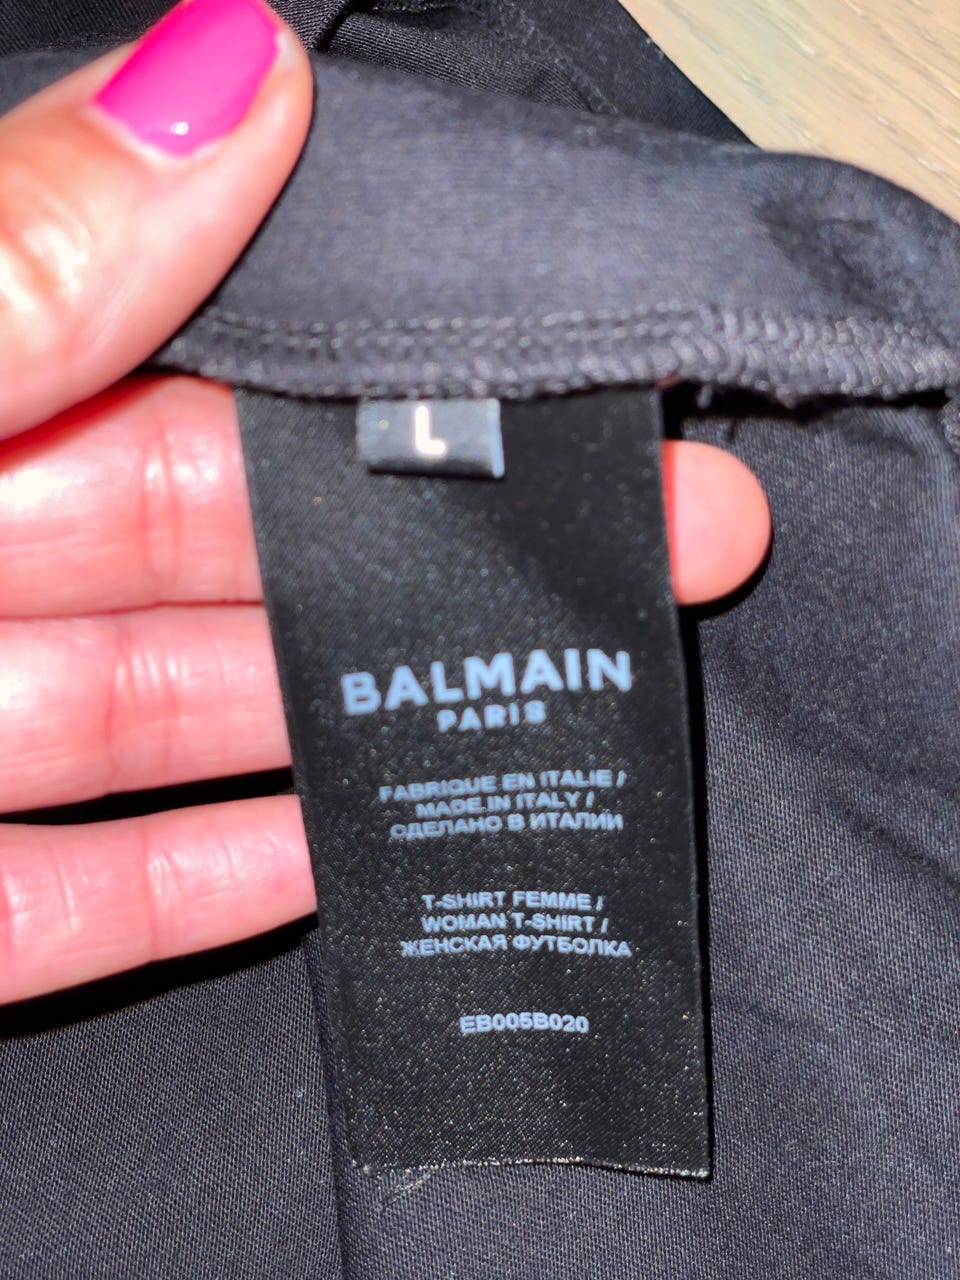 L
BALMAIN
PARIS
FABRIQUE EN ITALIE /
MADE IN ITALY /
СДЕЛАНО В ИТАЛИИ
T-SHIRT FEMME /
WOMAN T-SHIRT /
ЖЕНСКАЯ ФУТБОЛКА
EB005B020